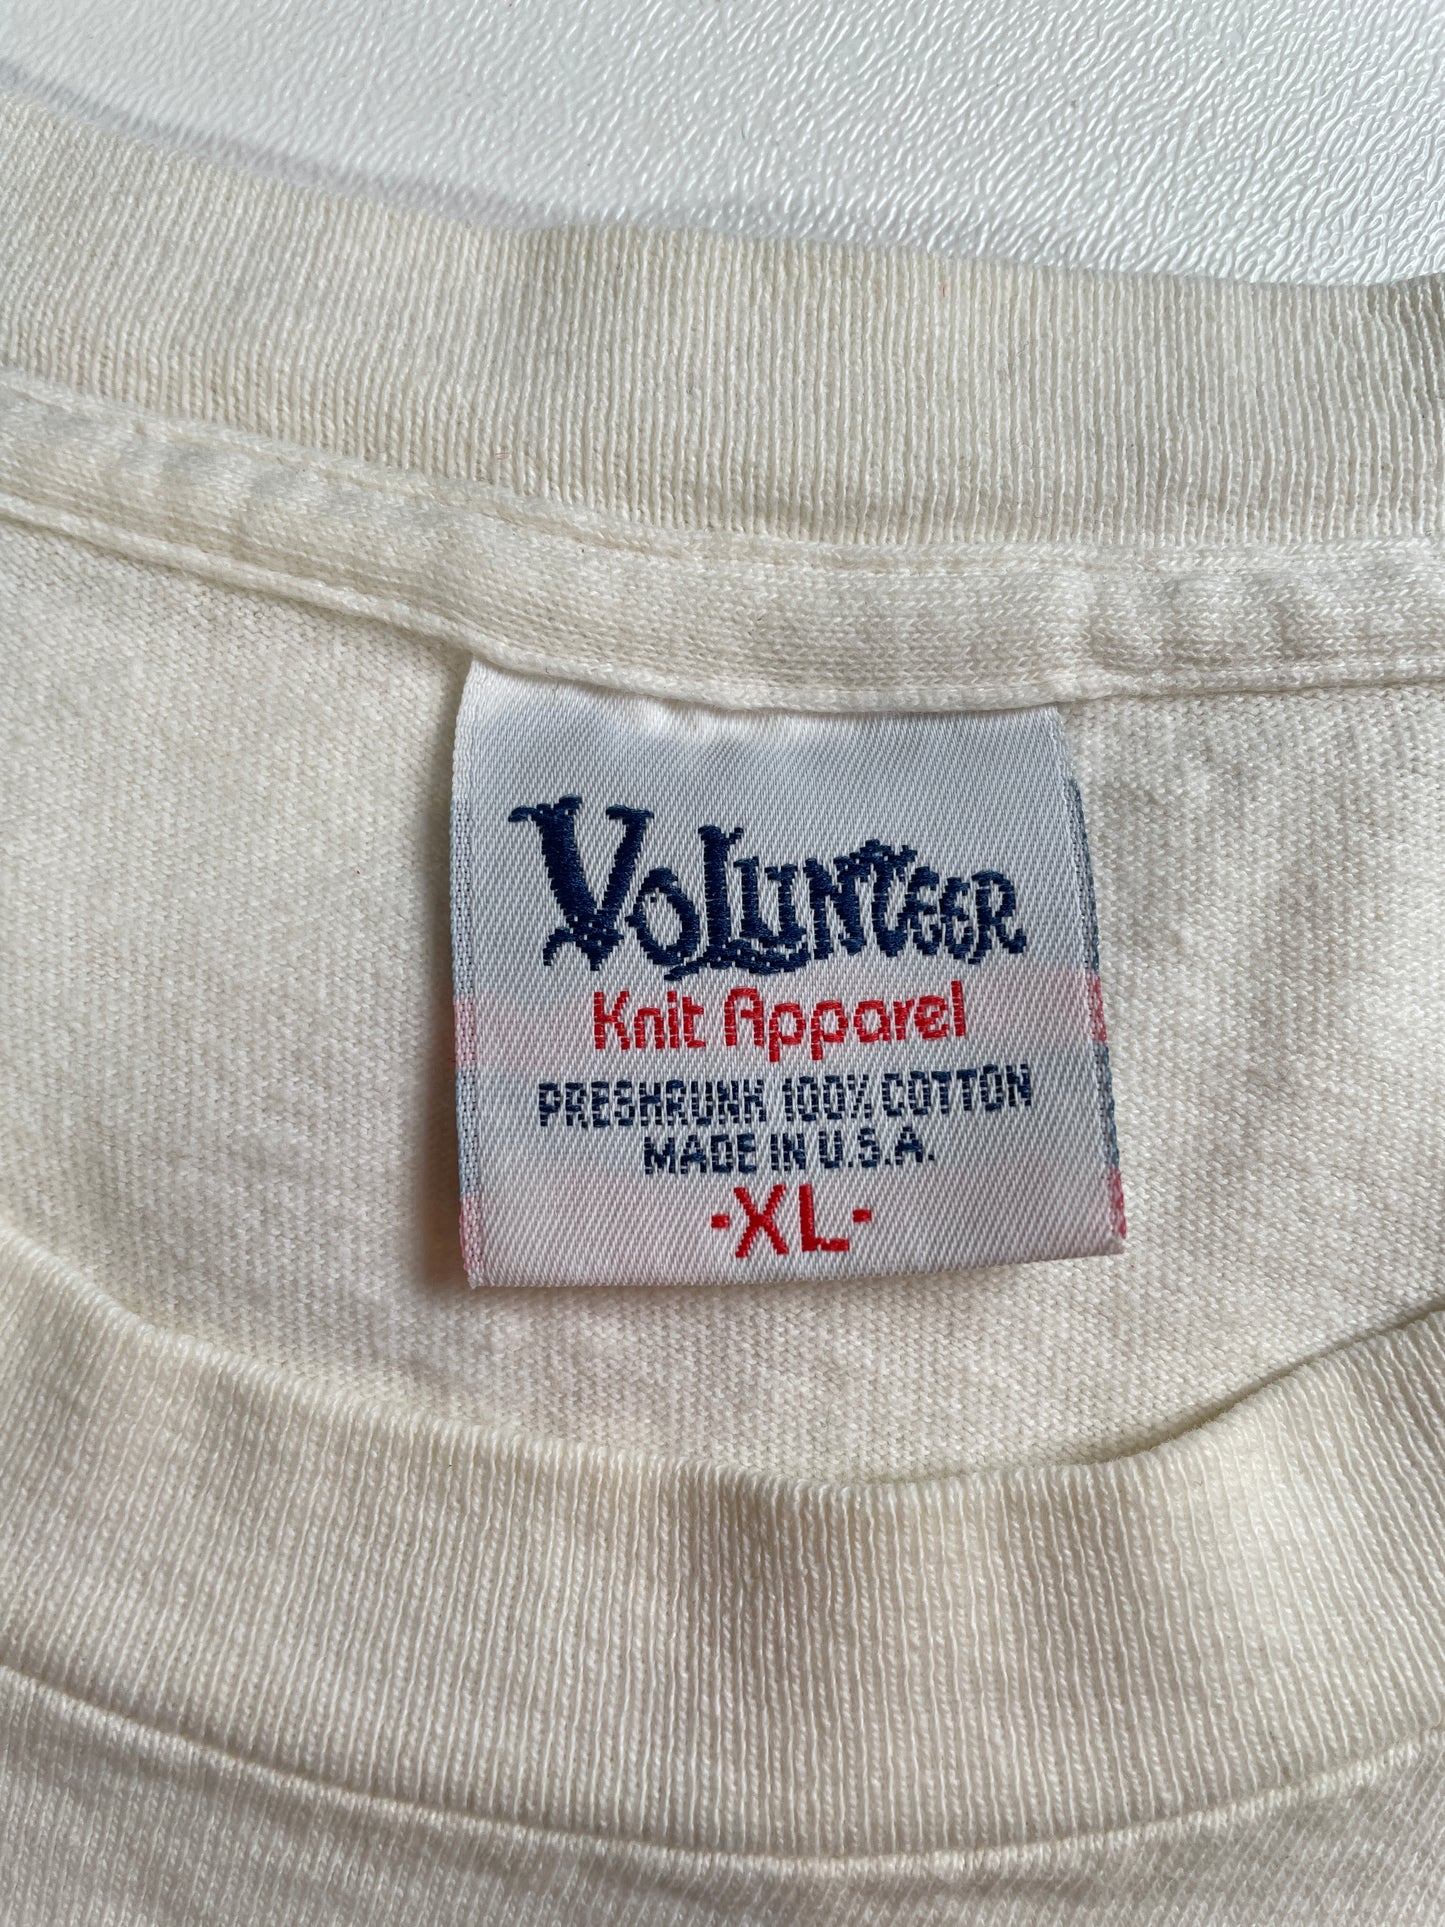 VOLUNTEER
Knit Apparel
PRESHRUNK 100% COTTON
MADE IN U.S.A.
-XL-